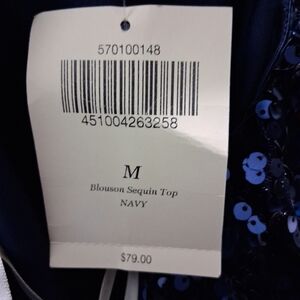 570100148
451004263258
M
Blouson Sequin Top
NAVY
$79.00